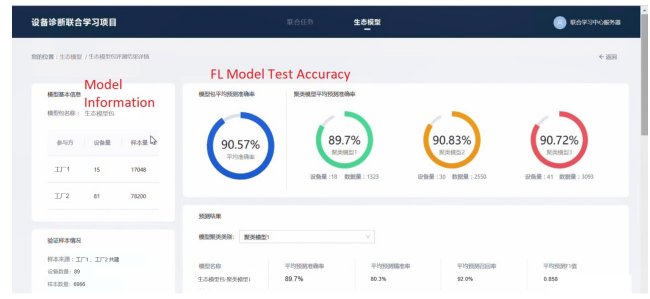 设备诊断联合学习项目
联合任务 生态模型
联合学习中心服务器
您的位置：生态模型 / 生态模型包评测结果详情
← 返回
FL Model Test Accuracy
Model
Information
模型基本信息
模型包名称： 生态模型包
参与方 设备量 样本量
工厂1 15 17048
工厂2 81 78200
模型包平均预测准确率
聚类模型平均预测准确率
90.57%
平均准确率
89.7%
聚类模型1
设备量：18 数据量：1323
90.83%
聚类模型2
设备量：30 数据量：2550
90.72%
聚类模型3
设备量：41 数据量：3093
验证样本情况
样本来源：工厂1、工厂2共建
设备数量：89
样本数量：6966
预测结果
模型聚类类别： 聚类模型1
模型名称 平均预测准确率 平均预测精准率 平均预测召回率 平均预测F1值
生态模型包-聚类模型1 89.7% 80.3% 92.0% 0.858